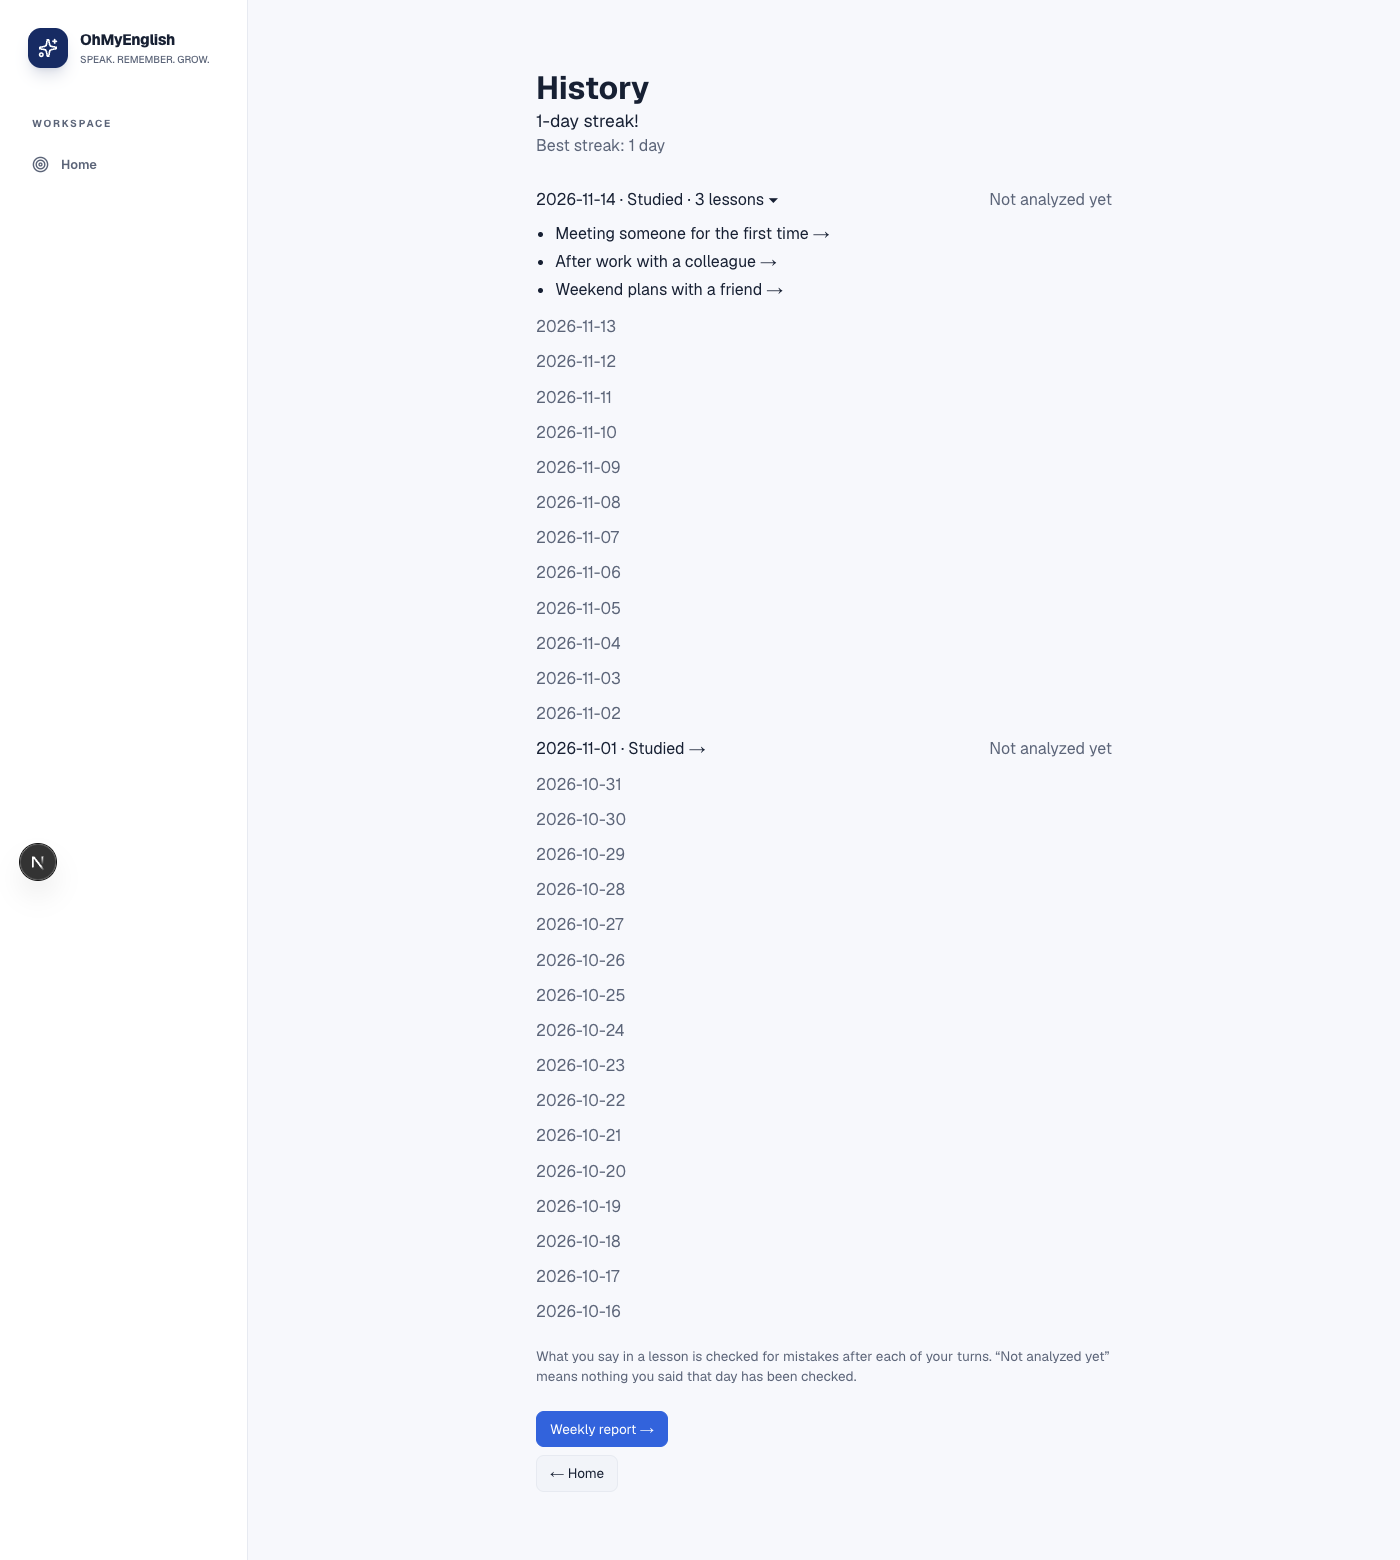 OhMyEnglish
SPEAK. REMEMBER. GROW.
WORKSPACE
Home
History
1-day streak!
Best streak: 1 day
2026-11-14 · Studied · 3 lessons ▾ Not analyzed yet
• Meeting someone for the first time →
• After work with a colleague →
• Weekend plans with a friend →
2026-11-13
2026-11-12
2026-11-11
2026-11-10
2026-11-09
2026-11-08
2026-11-07
2026-11-06
2026-11-05
2026-11-04
2026-11-03
2026-11-02
2026-11-01 · Studied → Not analyzed yet
2026-10-31
2026-10-30
2026-10-29
2026-10-28
2026-10-27
2026-10-26
2026-10-25
2026-10-24
2026-10-23
2026-10-22
2026-10-21
2026-10-20
2026-10-19
2026-10-18
2026-10-17
2026-10-16
What you say in a lesson is checked for mistakes after each of your turns. “Not analyzed yet”
means nothing you said that day has been checked.
Weekly report →
← Home
N